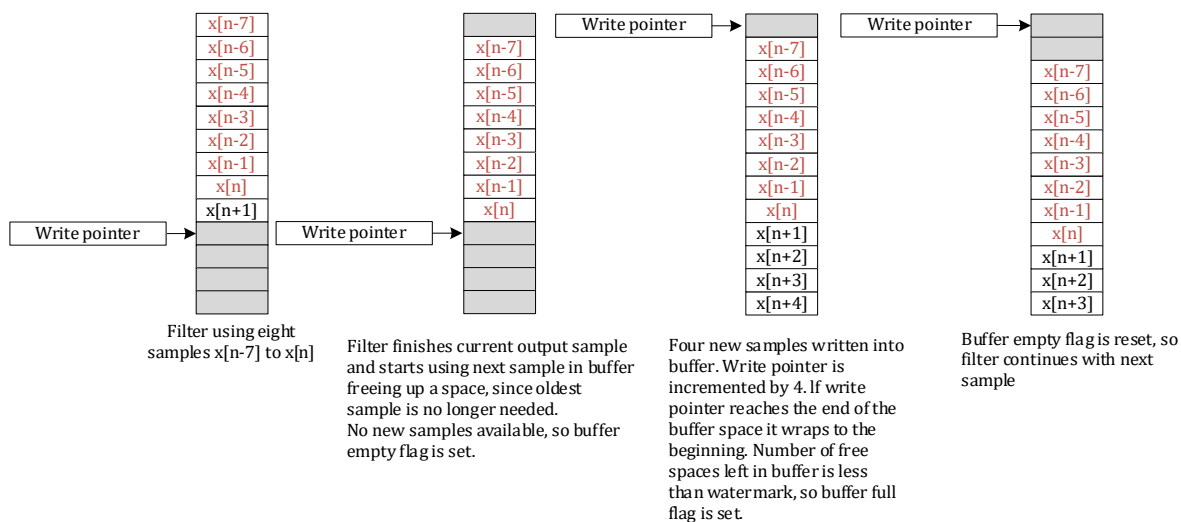 x[n-7]
x[n-6]
x[n-5]
x[n-4]
x[n-3]
x[n-2]
x[n-1]
x[n]
x[n+1]
Write pointer
Filter using eight
samples x[n-7] to x[n]
x[n-7]
x[n-6]
x[n-5]
x[n-4]
x[n-3]
x[n-2]
x[n-1]
x[n]
Write pointer
Filter finishes current output sample
and starts using next sample in buffer
freeing up a space, since oldest
sample is no longer needed.
No new samples available, so buffer
empty flag is set.
Write pointer
x[n-7]
x[n-6]
x[n-5]
x[n-4]
x[n-3]
x[n-2]
x[n-1]
x[n]
x[n+1]
x[n+2]
x[n+3]
x[n+4]
Four new samples written into
buffer. Write pointer is
incremented by 4. If write
pointer reaches the end of the
buffer space it wraps to the
beginning. Number of free
spaces left in buffer is less
than watermark, so buffer full
flag is set.
Write pointer
x[n-7]
x[n-6]
x[n-5]
x[n-4]
x[n-3]
x[n-2]
x[n-1]
x[n]
x[n+1]
x[n+2]
x[n+3]
Buffer empty flag is reset, so
filter continues with next
sample